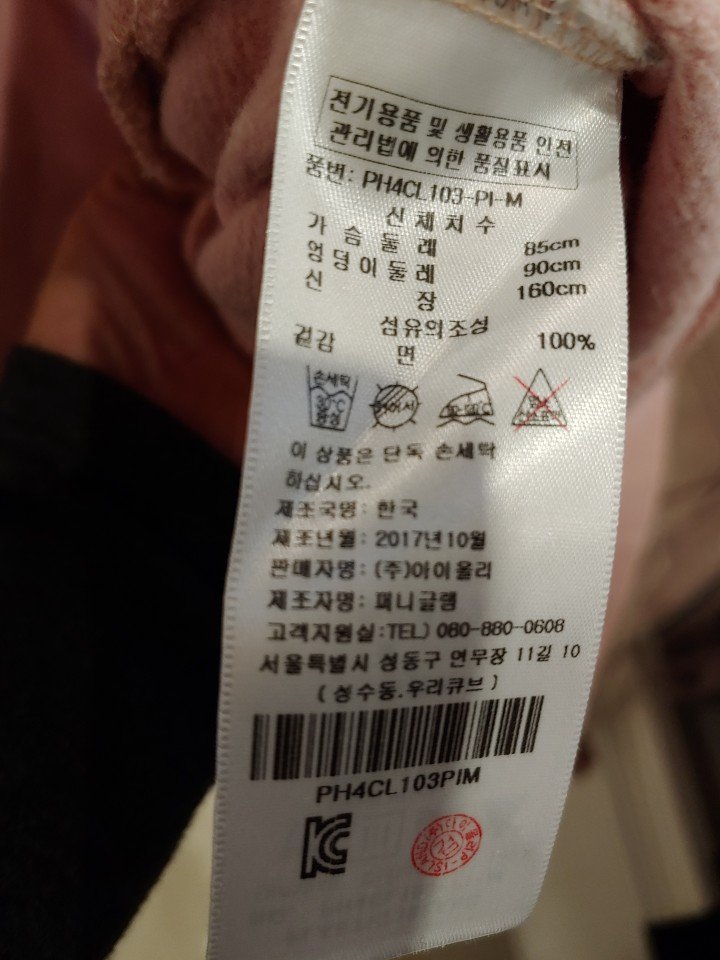 전기용품 및 생활용품 안전
관리법에 의한 품질표시
품번: PH4CL103-PI-M
신체치수
가슴둘레 85cm
엉덩이둘레 90cm
신장 160cm
섬유의조성
겉감 면 100%
손세탁
30℃
중성
이 상품은 단독 손세탁
하십시오.
제조국명: 한국
제조년월: 2017년10월
판매자명: (주)아이올리
제조자명: 퍼니글램
고객지원실:TEL) 080-880-0608
서울특별시 성동구 연무장 11길 10
(성수동.우리큐브)
PH4CL103PIM
KC